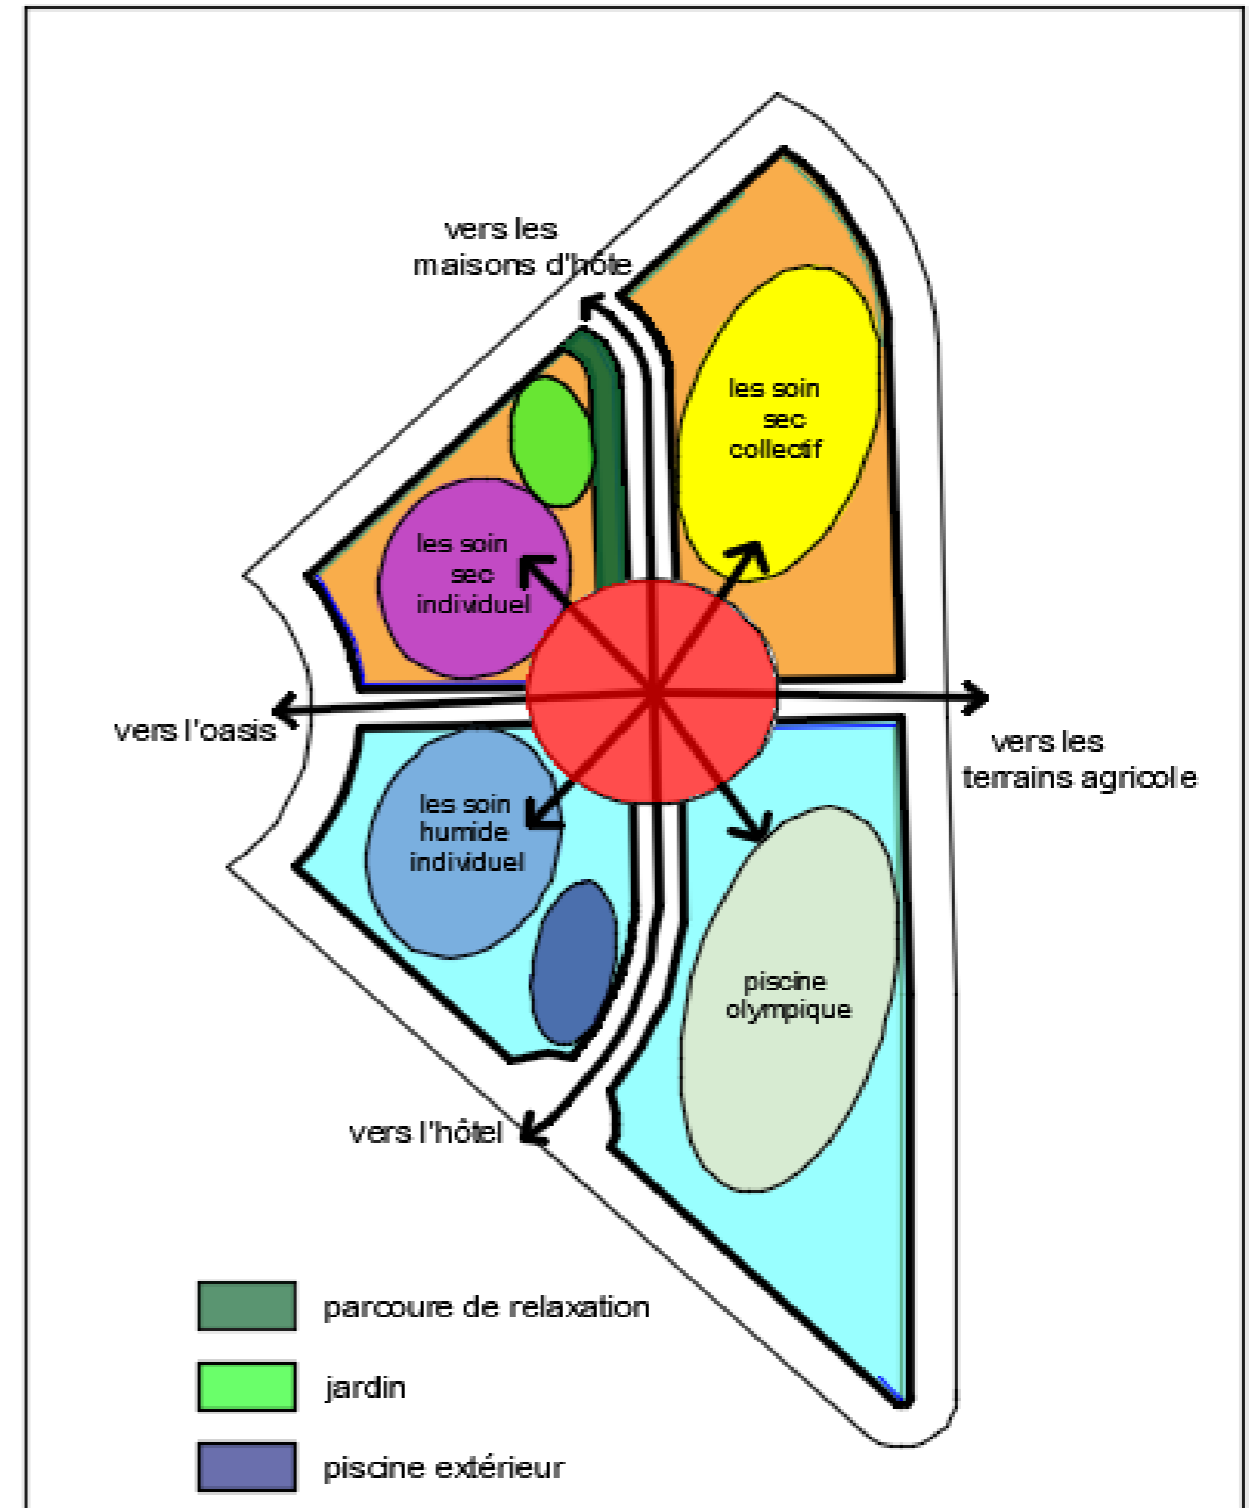 vers les
maisons d'hôte
les soin
sec
collectif
les soin
sec
individuel
vers l'oasis
vers les
terrains agricole
les soin
humide
individuel
piscine
olympique
vers l'hôtel
parcoure de relaxation
jardin
piscine extérieur